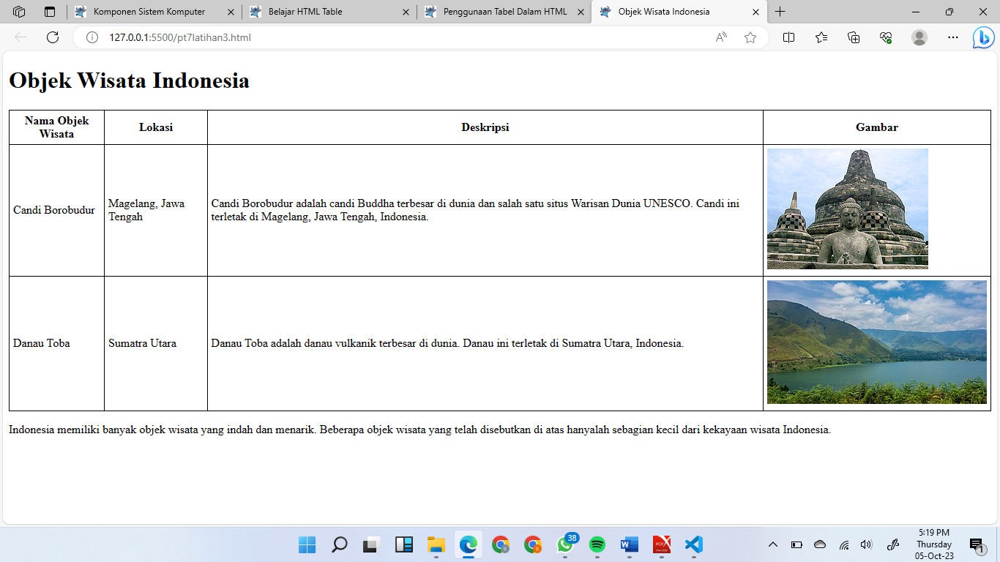 Komponen Sistem Komputer
Belajar HTML Table
Penggunaan Tabel Dalam HTML
Objek Wisata Indonesia
127.0.0.1:5500/pt7latihan3.html
Objek Wisata Indonesia
Nama Objek
Wisata
Lokasi
Deskripsi
Gambar
Candi Borobudur
Magelang, Jawa
Tengah
Candi Borobudur adalah candi Buddha terbesar di dunia dan salah satu situs Warisan Dunia UNESCO. Candi ini
terletak di Magelang, Jawa Tengah, Indonesia.
Danau Toba
Sumatra Utara
Danau Toba adalah danau vulkanik terbesar di dunia. Danau ini terletak di Sumatra Utara, Indonesia.
Indonesia memiliki banyak objek wisata yang indah dan menarik. Beberapa objek wisata yang telah disebutkan di atas hanyalah sebagian kecil dari kekayaan wisata Indonesia.
38
PDF
5:19 PM
Thursday
05-Oct-23
1